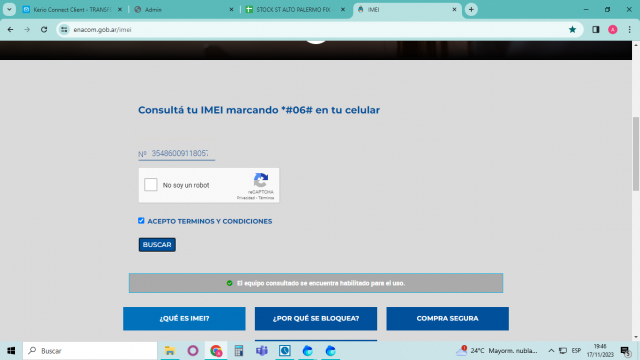 Kerio Connect Client - TRANSF
Admin
STOCK ST ALTO PALERMO FIX
IMEI
enacom.gob.ar/imei
A
Consultá tu IMEI marcando *#06# en tu celular
Nº
No soy un robot
reCAPTCHA
Privacidad - Términos
ACEPTO TERMINOS Y CONDICIONES
BUSCAR
El equipo consultado se encuentra habilitado para el uso.
¿QUÉ ES IMEI?
¿POR QUÉ SE BLOQUEA?
COMPRA SEGURA
Buscar
24°C Mayorm. nubla...
ESP
19:46
17/11/2023